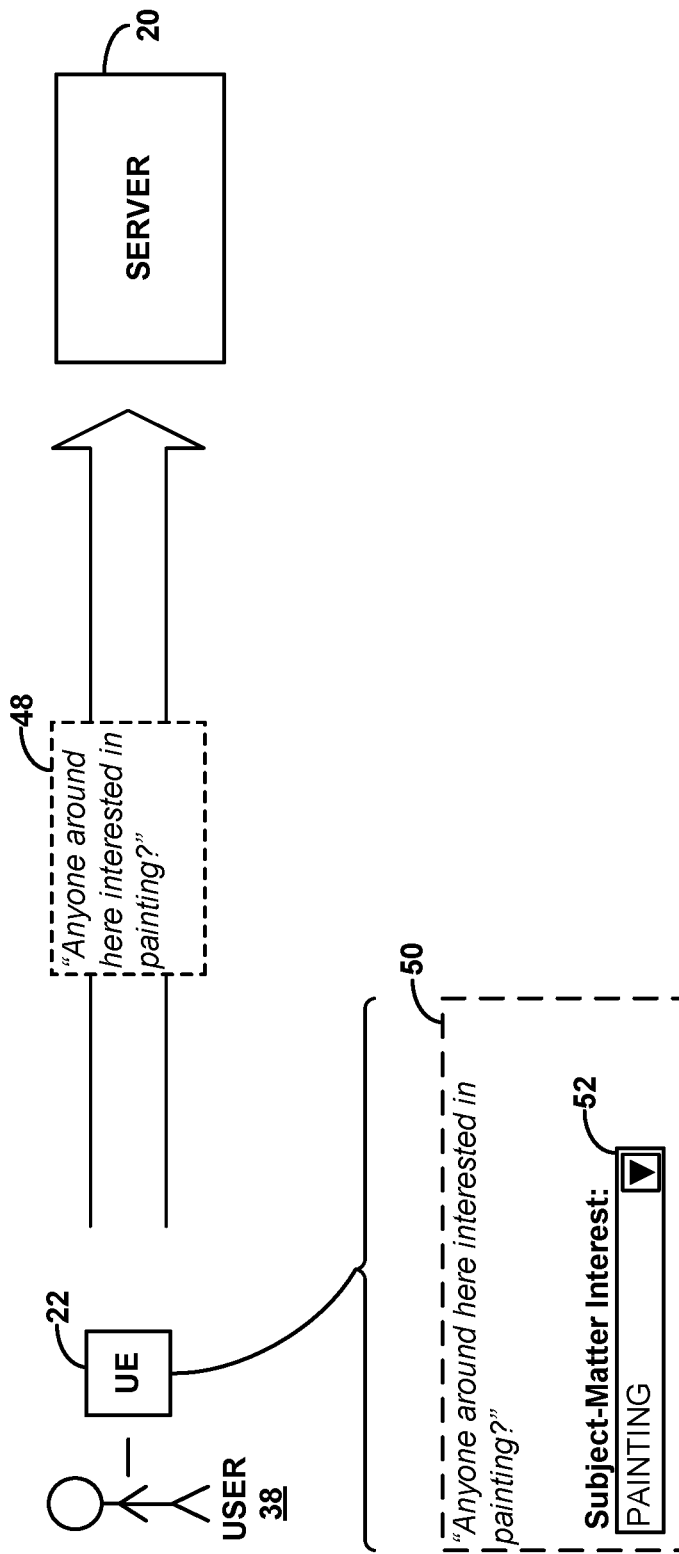 20
SERVER
48
“Anyone around
here interested in
painting?”
22
UE
USER
38
50
“Anyone around here interested in
painting?”
52
Subject-Matter Interest:
PAINTING